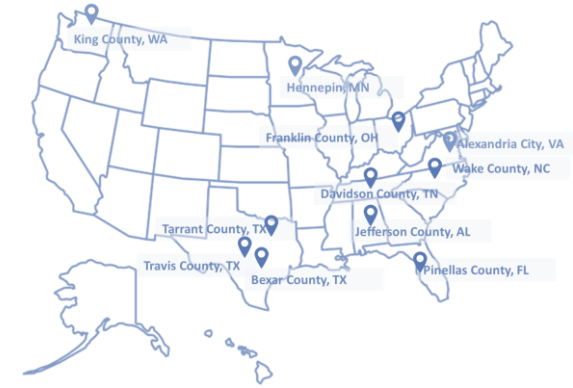 King County, WA
Hennepin, MN
Franklin County, OH
Alexandria City, VA
Wake County, NC
Davidson County, TN
Tarrant County, TX
Jefferson County, AL
Travis County, TX
Pinellas County, FL
Bexar County, TX